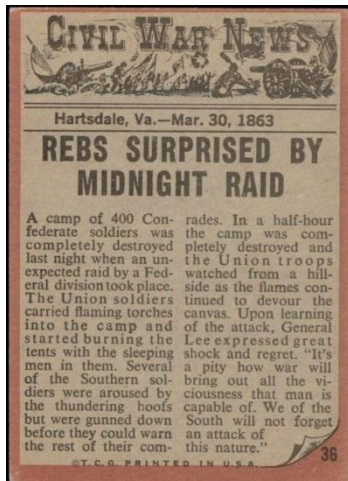 CIVIL WAR NEWS
Hartsdale, Va.—Mar. 30, 1863
REBS SURPRISED BY
MIDNIGHT RAID
A camp of 400 Con-
federate soldiers was
completely destroyed
last night when an un-
expected raid by a Fed-
eral division took place.
The Union soldiers
carried flaming torches
into the camp and
started burning the
tents with the sleeping
men in them. Several
of the Southern sol-
diers were aroused by
the thundering hoofs
but were gunned down
before they could warn
the rest of their com-
rades. In a half-hour
the camp was com-
pletely destroyed and
the Union troops
watched from a hill-
side as the flames con-
tinued to devour the
canvas. Upon learning
of the attack, General
Lee expressed great
shock and regret. "It's
a pity how war will
bring out all the vi-
ciousness that man is
capable of. We of the
South will not forget
an attack of
this nature."
36
©T.C.G. PRINTED IN U.S.A.